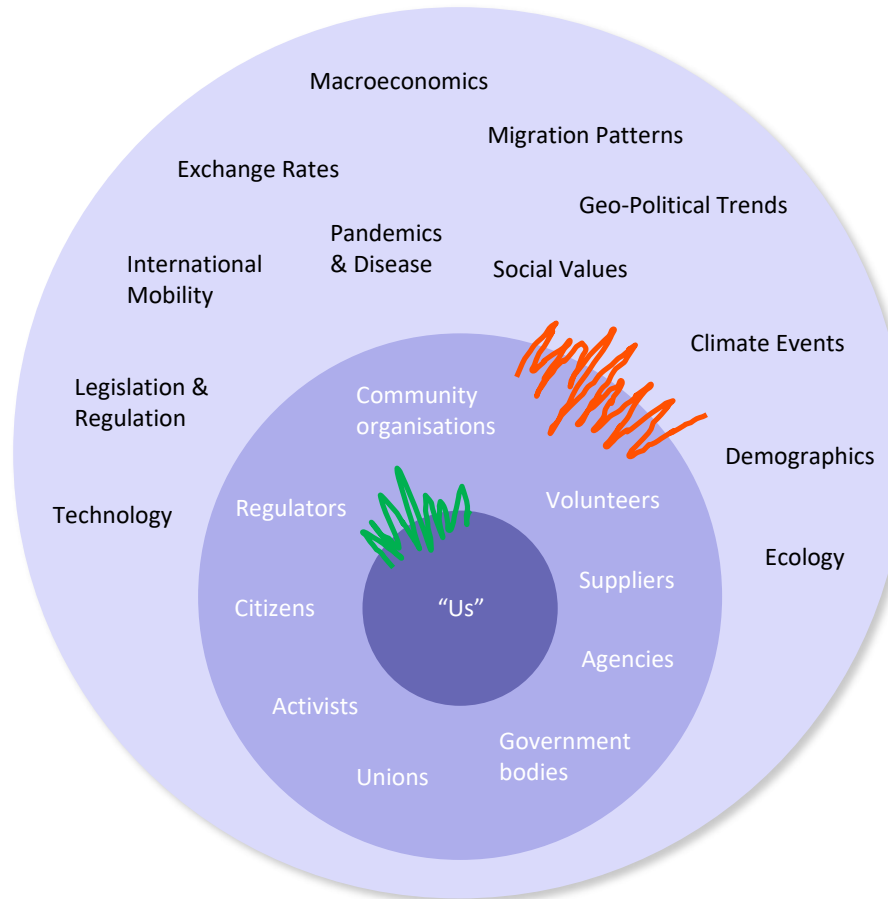 Macroeconomics
Migration Patterns
Exchange Rates
Geo-Political Trends
Pandemics
& Disease
International
Mobility
Social Values
Climate Events
Legislation &
Regulation
Community
organisations
Demographics
Technology
Regulators
Volunteers
Ecology
Suppliers
Citizens
“Us”
Agencies
Activists
Government
bodies
Unions